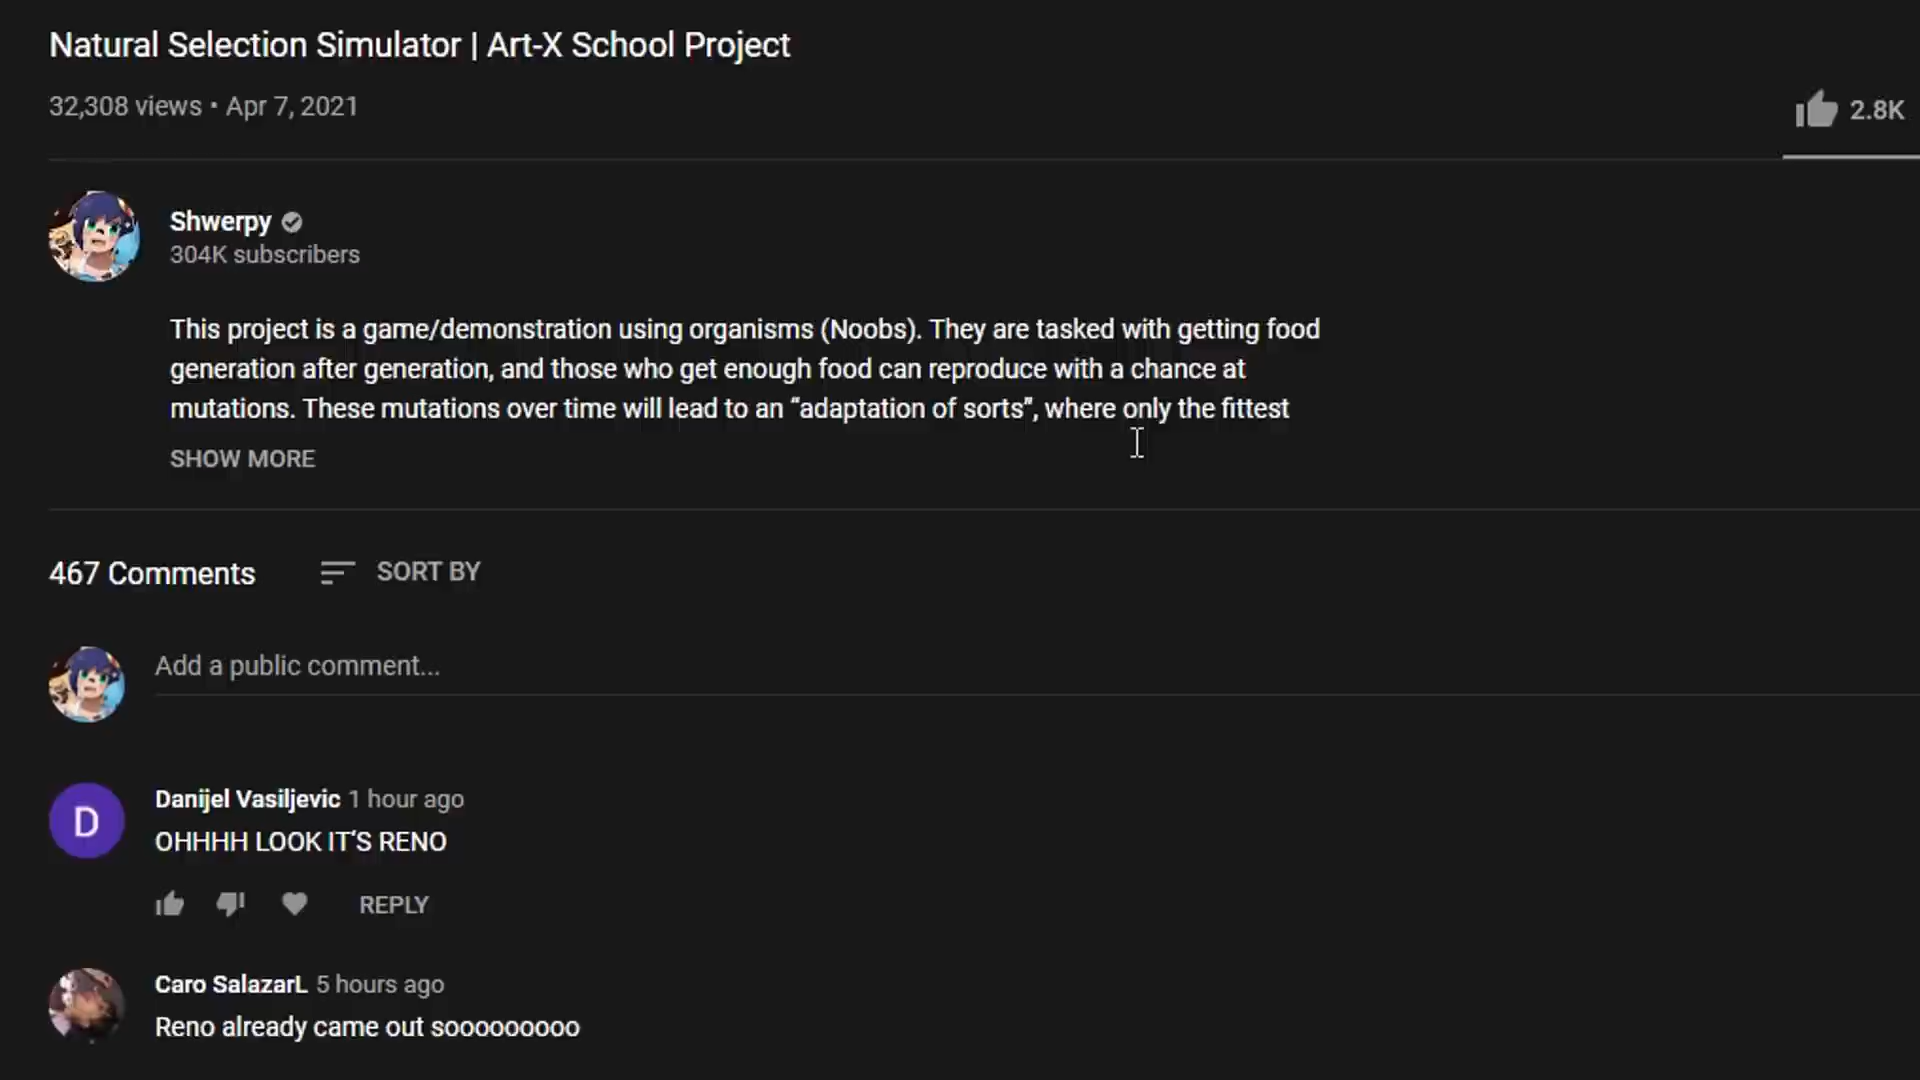 Natural Selection Simulator | Art-X School Project
32,308 views • Apr 7, 2021
2.8K
Shwerpy
304K subscribers
This project is a game/demonstration using organisms (Noobs). They are tasked with getting food
generation after generation, and those who get enough food can reproduce with a chance at
mutations. These mutations over time will lead to an “adaptation of sorts”, where only the fittest
SHOW MORE
467 Comments
SORT BY
Add a public comment...
D
Danijel Vasiljevic 1 hour ago
OHHHH LOOK IT'S RENO
REPLY
Caro SalazarL 5 hours ago
Reno already came out sooooooooo